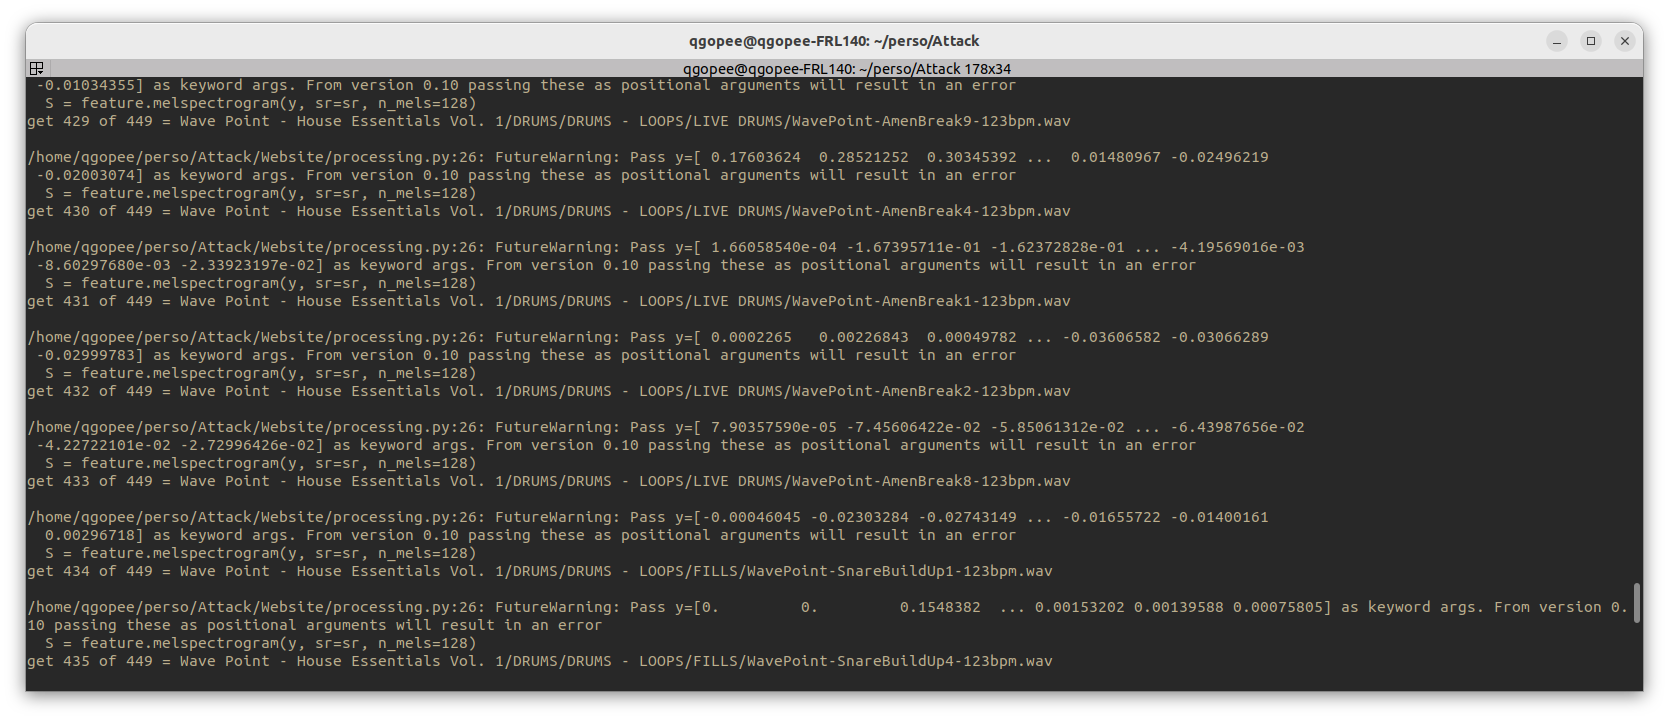 qgopee@qgopee-FRL140: ~/perso/Attack
qgopee@qgopee-FRL140: ~/perso/Attack 178x34
-0.01034355] as keyword args. From version 0.10 passing these as positional arguments will result in an error
S = feature.melspectrogram(y, sr=sr, n_mels=128)
get 429 of 449 = Wave Point - House Essentials Vol. 1/DRUMS/DRUMS - LOOPS/LIVE DRUMS/WavePoint-AmenBreak9-123bpm.wav
/home/qgopee/perso/Attack/Website/processing.py:26: FutureWarning: Pass y=[ 0.17603624  0.28521252  0.30345392 ...  0.01480967 -0.02496219
-0.02003074] as keyword args. From version 0.10 passing these as positional arguments will result in an error
S = feature.melspectrogram(y, sr=sr, n_mels=128)
get 430 of 449 = Wave Point - House Essentials Vol. 1/DRUMS/DRUMS - LOOPS/LIVE DRUMS/WavePoint-AmenBreak4-123bpm.wav
/home/qgopee/perso/Attack/Website/processing.py:26: FutureWarning: Pass y=[ 1.66058540e-04 -1.67395711e-01 -1.62372828e-01 ... -4.19569016e-03
-8.60297680e-03 -2.33923197e-02] as keyword args. From version 0.10 passing these as positional arguments will result in an error
S = feature.melspectrogram(y, sr=sr, n_mels=128)
get 431 of 449 = Wave Point - House Essentials Vol. 1/DRUMS/DRUMS - LOOPS/LIVE DRUMS/WavePoint-AmenBreak1-123bpm.wav
/home/qgopee/perso/Attack/Website/processing.py:26: FutureWarning: Pass y=[ 0.0002265   0.00226843  0.00049782 ... -0.03606582 -0.03066289
-0.02999783] as keyword args. From version 0.10 passing these as positional arguments will result in an error
S = feature.melspectrogram(y, sr=sr, n_mels=128)
get 432 of 449 = Wave Point - House Essentials Vol. 1/DRUMS/DRUMS - LOOPS/LIVE DRUMS/WavePoint-AmenBreak2-123bpm.wav
/home/qgopee/perso/Attack/Website/processing.py:26: FutureWarning: Pass y=[ 7.90357590e-05 -7.45606422e-02 -5.85061312e-02 ... -6.43987656e-02
-4.22722101e-02 -2.72996426e-02] as keyword args. From version 0.10 passing these as positional arguments will result in an error
S = feature.melspectrogram(y, sr=sr, n_mels=128)
get 433 of 449 = Wave Point - House Essentials Vol. 1/DRUMS/DRUMS - LOOPS/LIVE DRUMS/WavePoint-AmenBreak8-123bpm.wav
/home/qgopee/perso/Attack/Website/processing.py:26: FutureWarning: Pass y=[-0.00046045 -0.02303284 -0.02743149 ... -0.01655722 -0.01400161
0.00296718] as keyword args. From version 0.10 passing these as positional arguments will result in an error
S = feature.melspectrogram(y, sr=sr, n_mels=128)
get 434 of 449 = Wave Point - House Essentials Vol. 1/DRUMS/DRUMS - LOOPS/FILLS/WavePoint-SnareBuildUp1-123bpm.wav
/home/qgopee/perso/Attack/Website/processing.py:26: FutureWarning: Pass y=[0.         0.         0.1548382  ... 0.00153202 0.00139588 0.00075805] as keyword args. From version 0.
10 passing these as positional arguments will result in an error
S = feature.melspectrogram(y, sr=sr, n_mels=128)
get 435 of 449 = Wave Point - House Essentials Vol. 1/DRUMS/DRUMS - LOOPS/FILLS/WavePoint-SnareBuildUp4-123bpm.wav